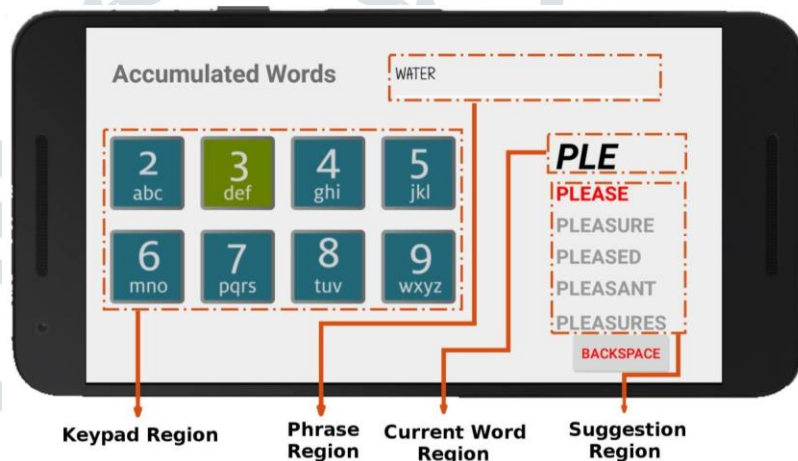 Accumulated Words
WATER
2
abc
3
def
4
ghi
5
jkl
6
mno
7
pqrs
8
tuv
9
wxyz
PLE
PLEASE
PLEASURE
PLEASED
PLEASANT
PLEASURES
BACKSPACE
Keypad Region
Phrase
Region
Current Word
Region
Suggestion
Region